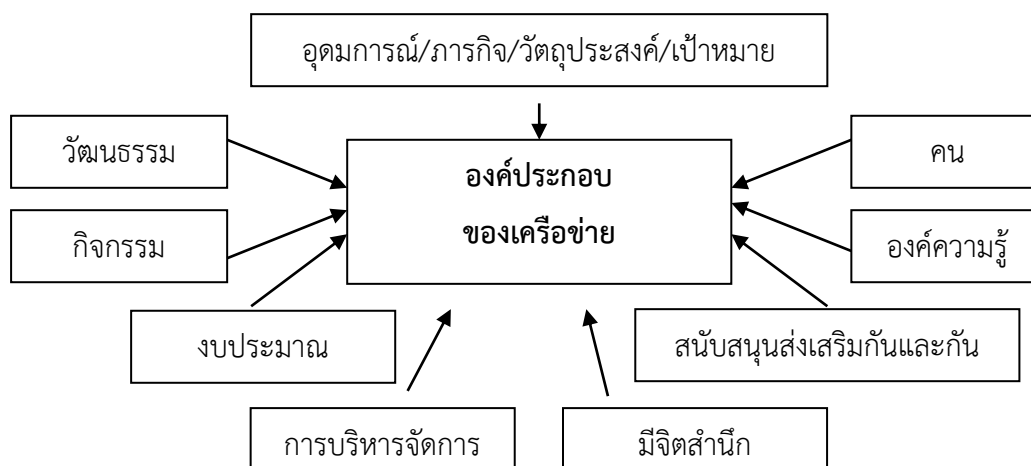 อุดมการณ์/ภารกิจ/วัตถุประสงค์/เป้าหมาย
วัฒนธรรม
องค์ประกอบ
ของเครือข่าย
คน
กิจกรรม
องค์ความรู้
งบประมาณ
สนับสนุนส่งเสริมกันและกัน
การบริหารจัดการ
มีจิตสำนึก